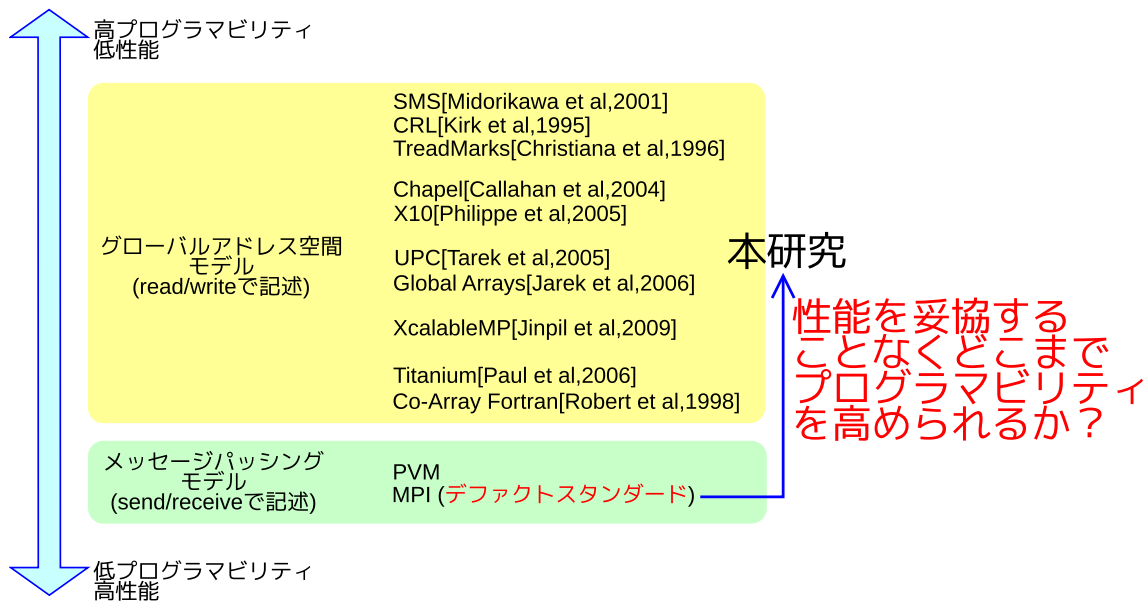 高プログラマビリティ
低性能
SMS[Midorikawa et al,2001]
CRL[Kirk et al,1995]
TreadMarks[Christiana et al,1996]
Chapel[Callahan et al,2004]
X10[Philippe et al,2005]
グローバルアドレス空間
モデル
(read/writeで記述)
UPC[Tarek et al,2005]
Global Arrays[Jarek et al,2006]
XcalableMP[Jinpil et al,2009]
Titanium[Paul et al,2006]
Co-Array Fortran[Robert et al,1998]
本研究
性能を妥協する
ことなくどこまで
プログラマビリティ
を高められるか？
メッセージパッシング
モデル
(send/receiveで記述)
PVM
MPI (デファクトスタンダード)
低プログラマビリティ
高性能